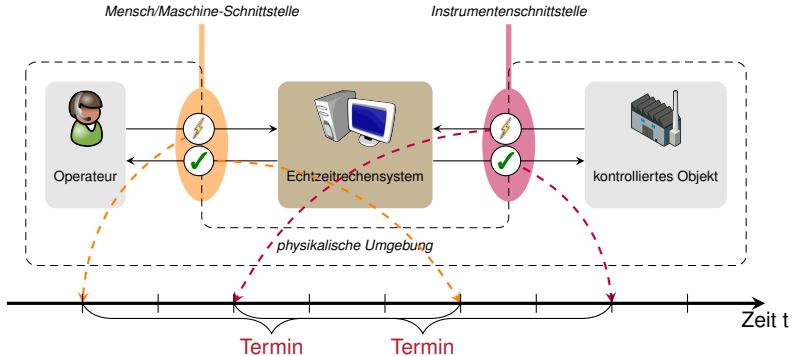 Mensch/Maschine-Schnittstelle
Instrumentenschnittstelle
Operateur
Echtzeitrechensystem
kontrolliertes Objekt
physikalische Umgebung
Zeit t
Termin
Termin